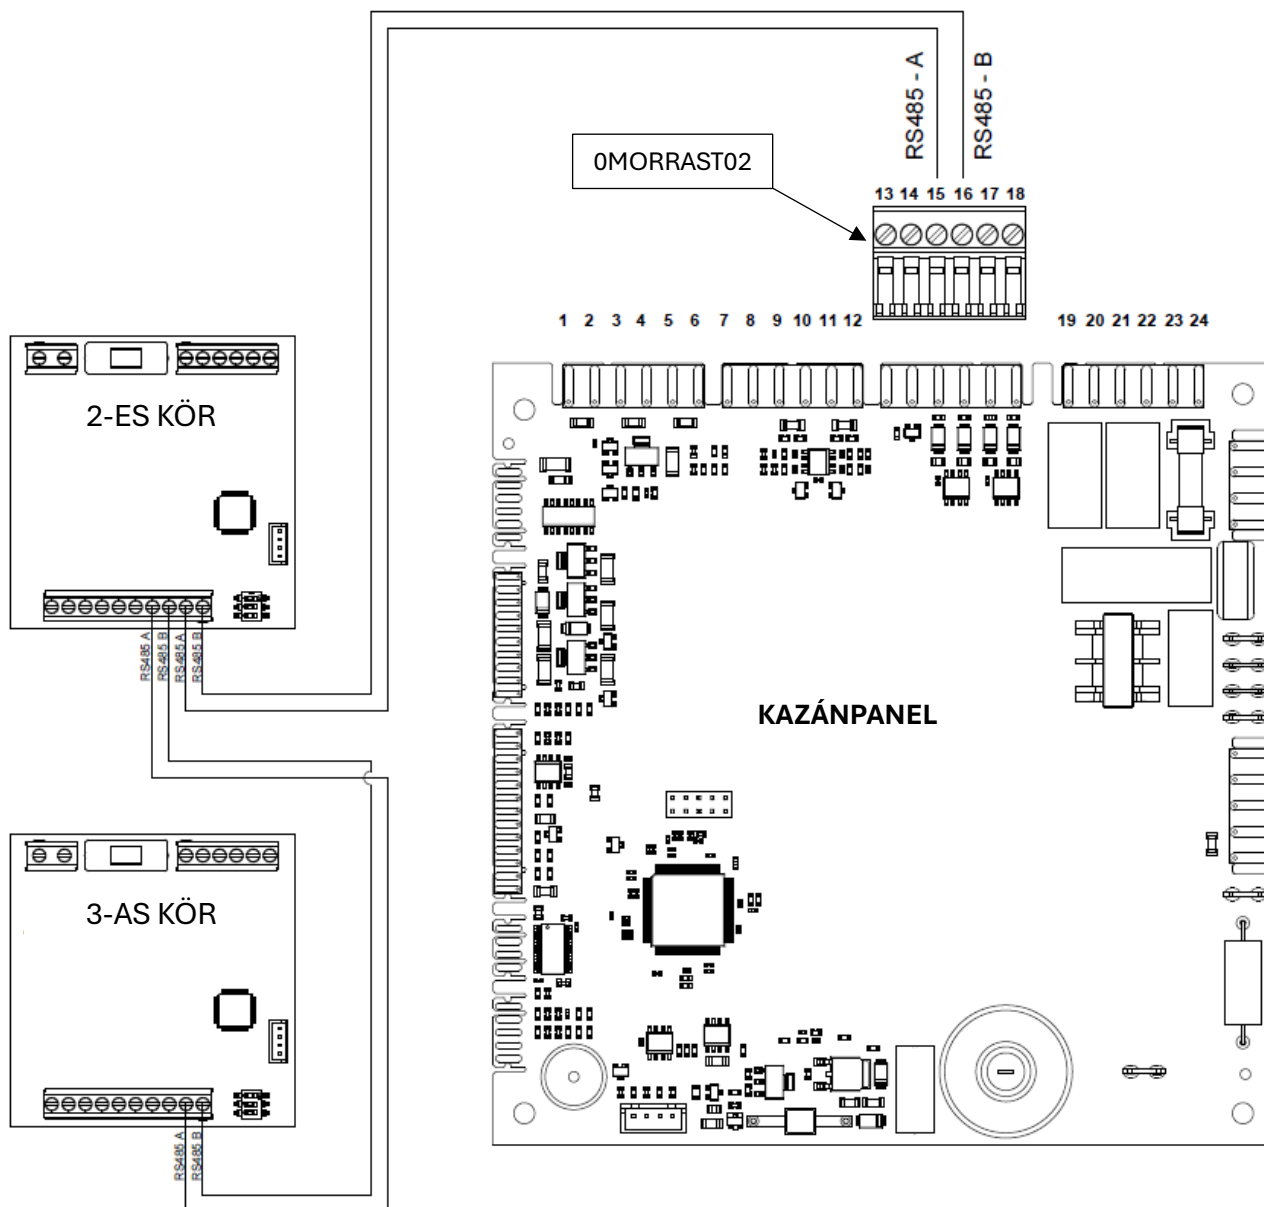 RS485 - A
RS485 - B
0MORRAST02
13 14 15 16 17 18
1 2 3 4 5 6 7 8 9 10 11 12
19 20 21 22 23 24
2-ES KÖR
RS485 A
RS485 B
RS485 A
RS485 B
KAZÁNPANEL
3-AS KÖR
RS485 A
RS485 B